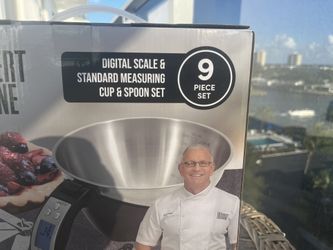 DIGITAL SCALE &
STANDARD MEASURING
CUP & SPOON SET
9
PIECE
SET